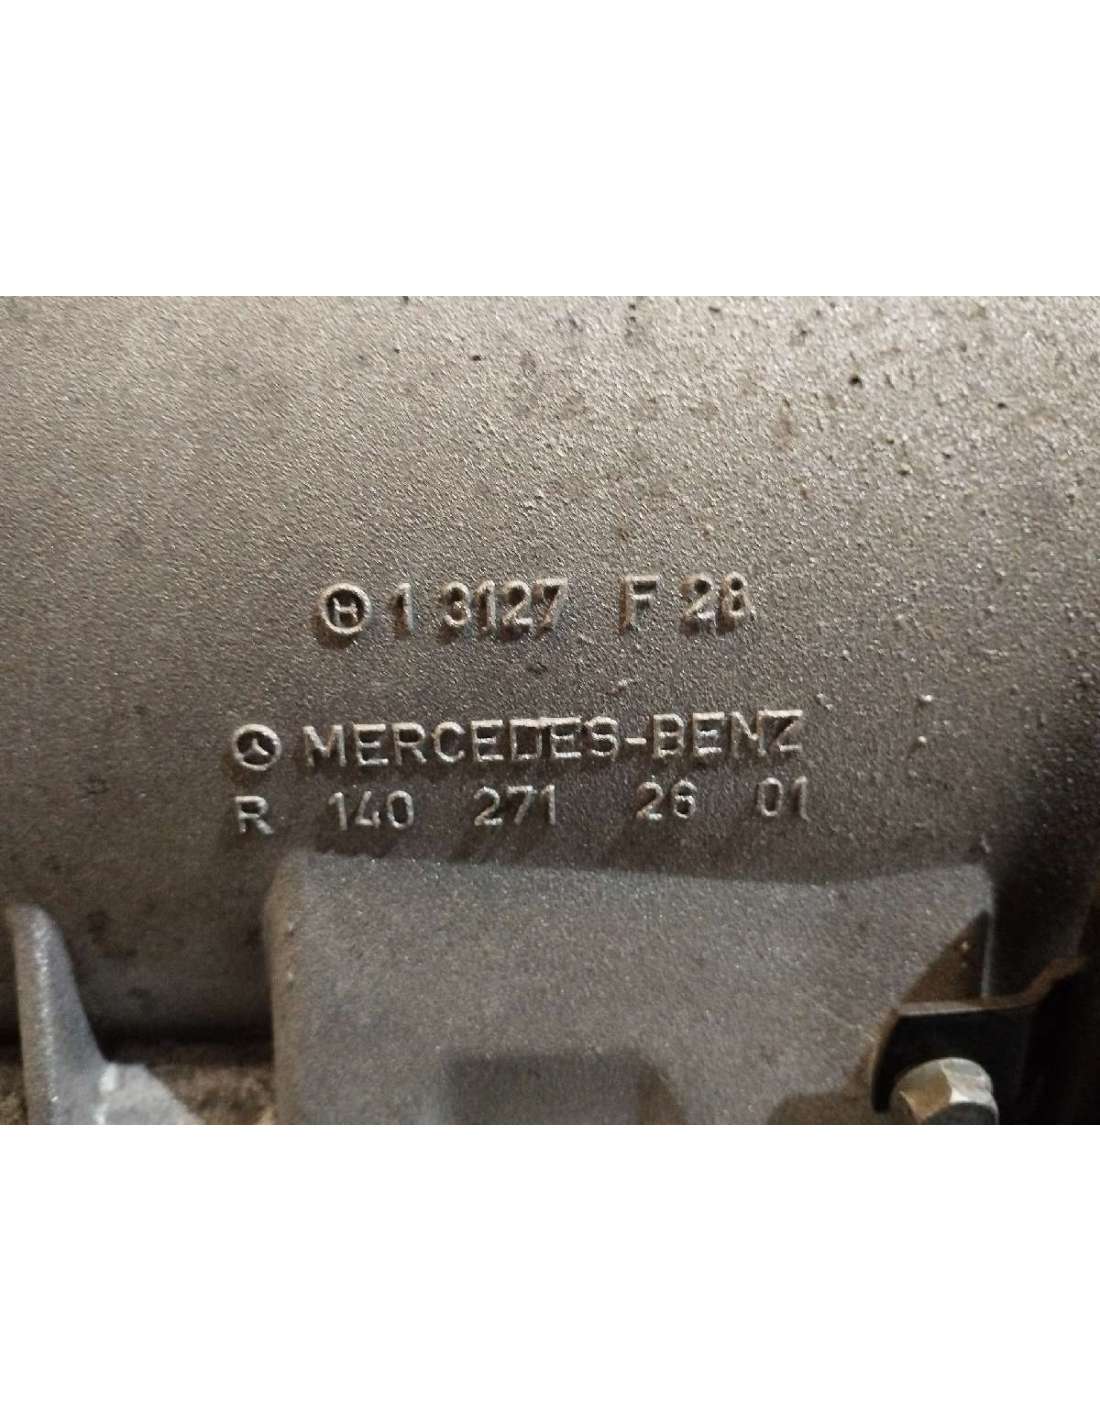 H 1 3127 F 28
MERCEDES-BENZ
R 140 271 26 01